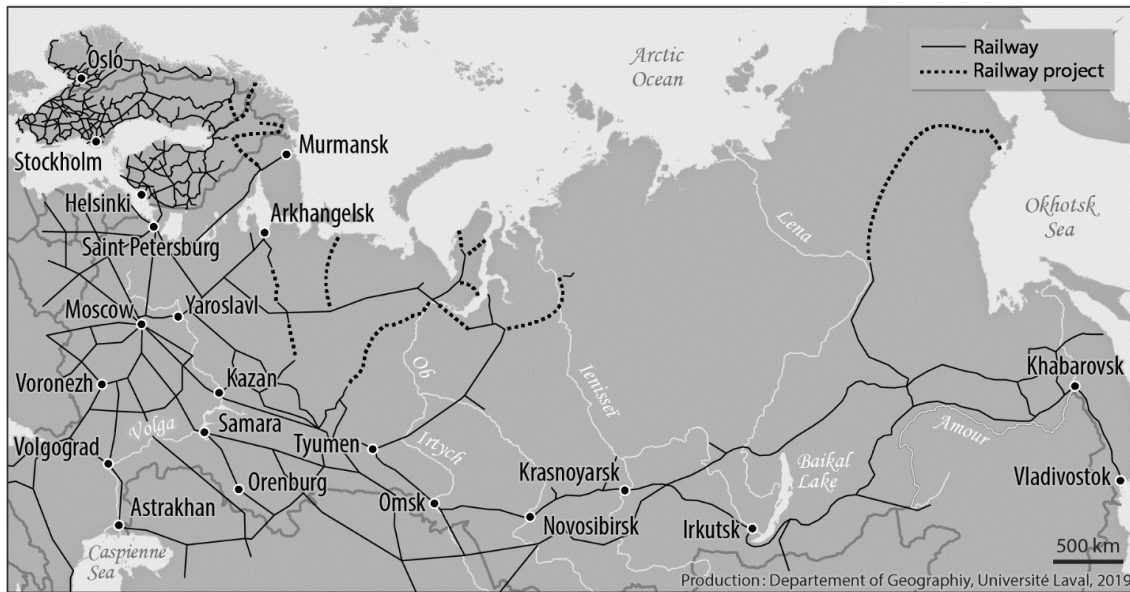 Oslo
Arctic
Ocean
Railway
Railway project
Stockholm
Murmansk
Helsinki
Arkhangelsk
Saint Petersburg
Lena
Okhotsk
Sea
Moscow
Yaroslavl
Ob
Ienisseï
Voronezh
Kazan
Khabarovsk
Volga
Samara
Tyumen
Irtych
Amour
Volgograd
Krasnoyarsk
Baikal
Lake
Vladivostok
Orenburg
Omsk
Astrakhan
Novosibirsk
Irkutsk
Caspienne
Sea
500 km
Production : Departement of Geographiy, Université Laval, 2019